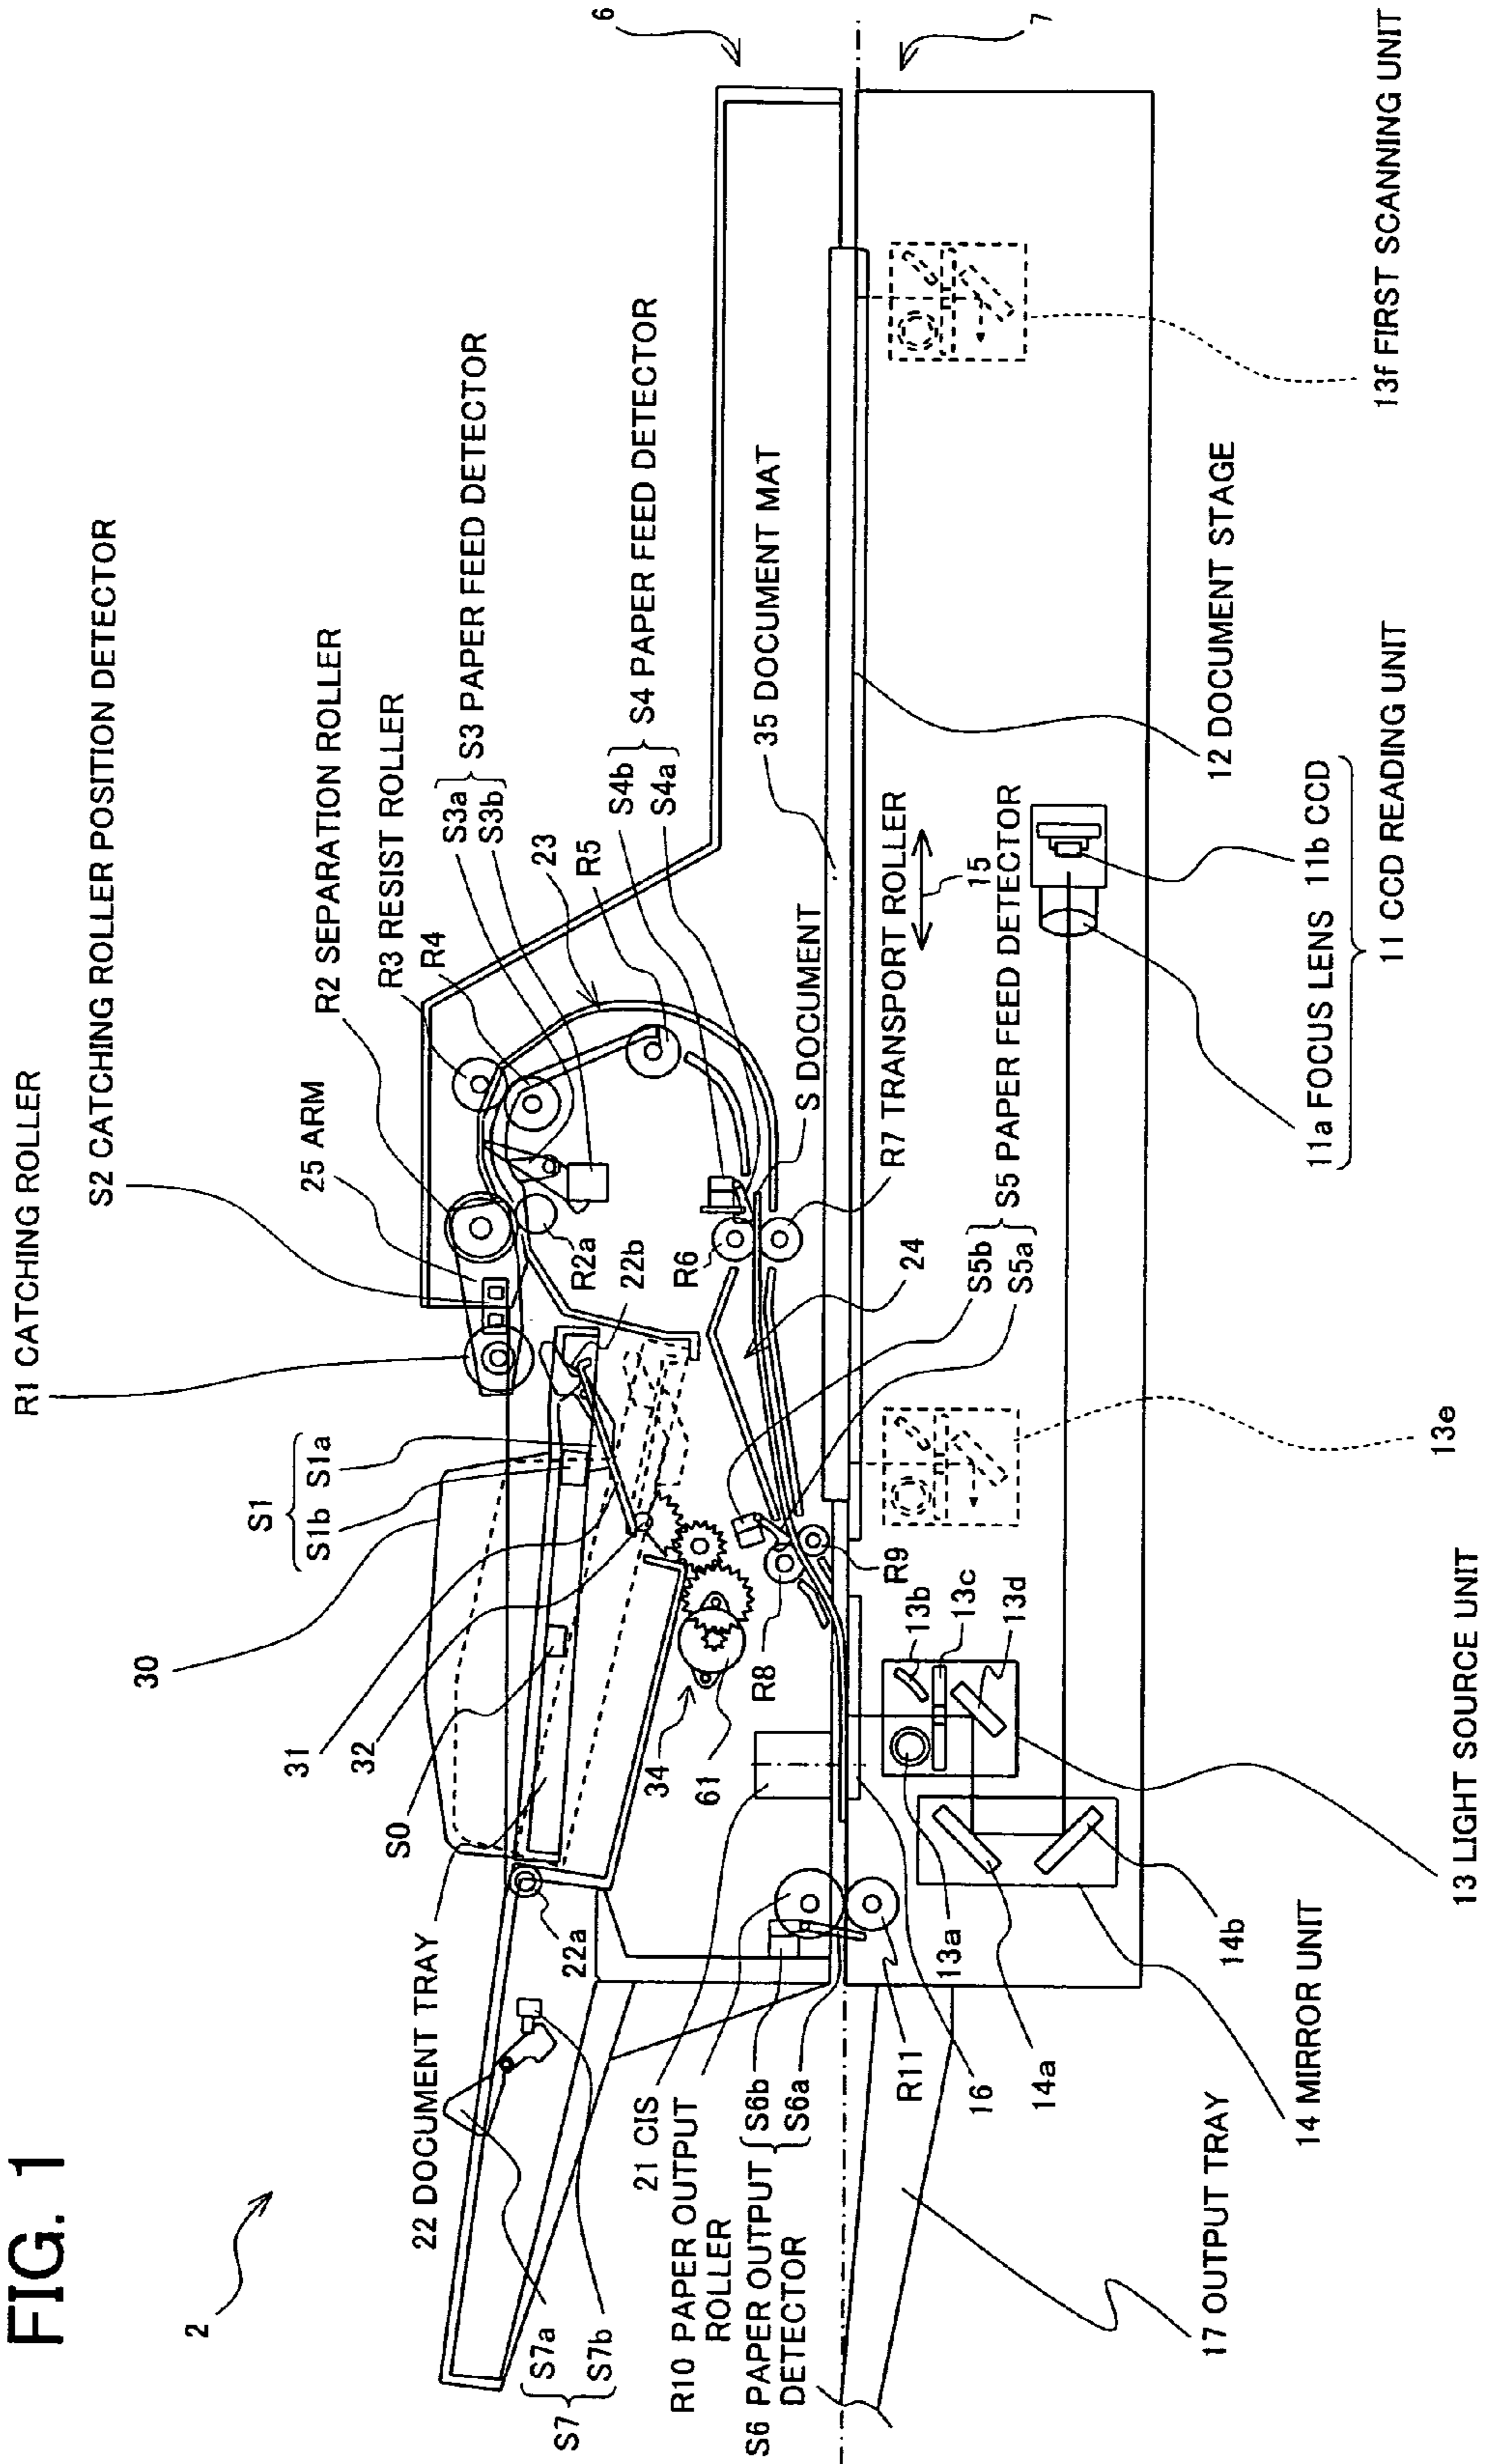 FIG. 1
2
6
7
R1 CATCHING ROLLER
S2 CATCHING ROLLER POSITION DETECTOR
25 ARM
R2 SEPARATION ROLLER
R3 RESIST ROLLER
R4
S3a
S3b
S3 PAPER FEED DETECTOR
23
R5
S4b
S4a
S4 PAPER FEED DETECTOR
35 DOCUMENT MAT
S DOCUMENT
R7 TRANSPORT ROLLER
S5b
S5a
S5 PAPER FEED DETECTOR
15
24
R6
R2a
22b
S1
S1b
S1a
30
31
32
S0
34
61
R8
R9
22 DOCUMENT TRAY
22a
S7a
S7b
S7
21 CIS
R10 PAPER OUTPUT
ROLLER
S6 PAPER OUTPUT
DETECTOR
S6b
S6a
R11
16
13a
13b
13c
13d
14a
14b
14 MIRROR UNIT
13 LIGHT SOURCE UNIT
17 OUTPUT TRAY
13e
11a FOCUS LENS
11b CCD
11 CCD READING UNIT
12 DOCUMENT STAGE
13f FIRST SCANNING UNIT